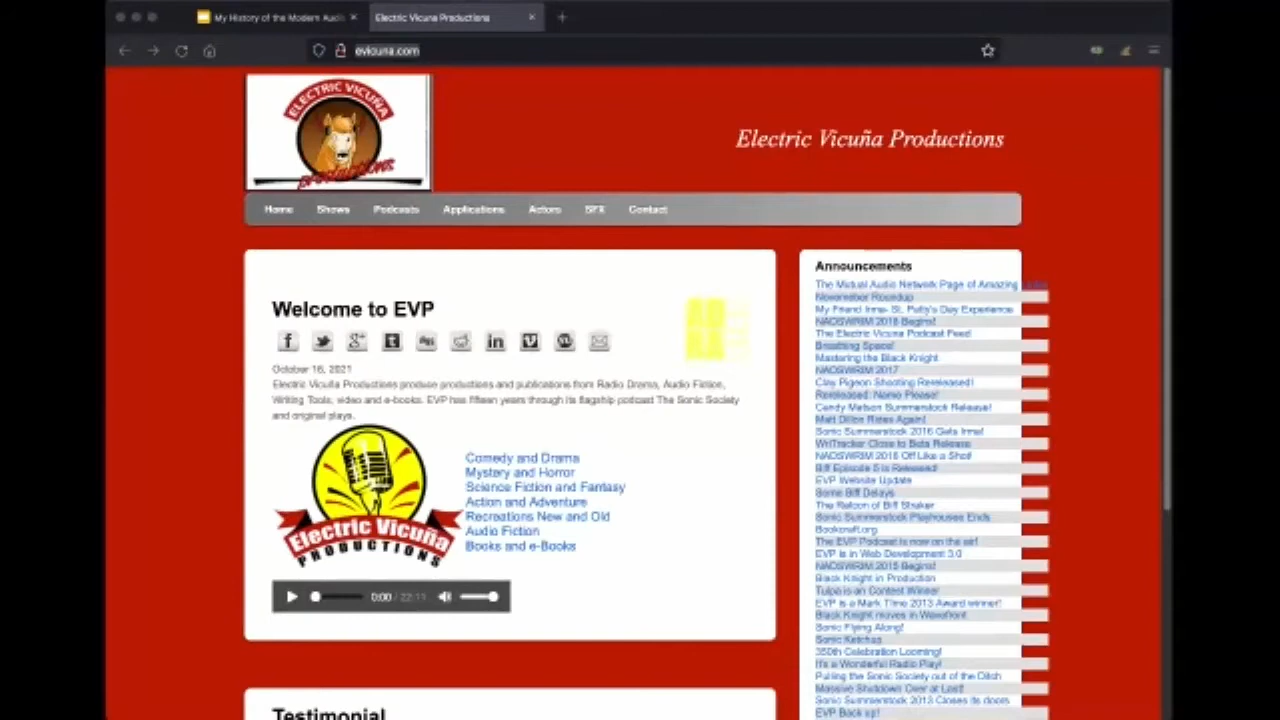 My History of the Modern Audio
Electric Vicuña Productions
evicuna.com
ELECTRIC VICUÑA
productions
Electric Vicuña Productions
Home Shows Podcasts Applications Actors SFX Contact
Welcome to EVP
October 16, 2021
Electric Vicuña Productions produce productions and publications from Radio Drama, Audio Fiction,
Writing Tools, video and e-books. EVP has fifteen years through its flagship podcast The Sonic Society
and original plays.
Electric Vicuña
PRODUCTIONS
Comedy and Drama
Mystery and Horror
Science Fiction and Fantasy
Action and Adventure
Recreations New and Old
Audio Fiction
Books and e-Books
0:00 / 22:11
Testimonial
Announcements
The Mutual Audio Network Page of Amazing
November Roundup
My Friend Irma- St. Patty's Day Experience
NADSWRIM 2018 Begins!
The Electric Vicuna Podcast Feed!
Breathing Space!
Mastering the Black Knight
NADSWRIM 2017
Clay Pigeon Shooting Rereleased!
Rereleased: Name Please!
Candy Matson Summerstock Release!
Matt Dillon Rides Again!
Sonic Summerstock 2016 Gets Irma!
WriTracker Close to Beta Release
NADSWRIM 2016 Off Like a Shot!
Biff Episode 5 is Released!
EVP Website Update
Some Biff Delays
The Falcon of Biff Straker
Sonic Summerstock Playhouses Ends
Bookcraft.org
The EVP Podcast is now on the air!
EVP is in Web Development 3.0
NADSWRIM 2015 Begins!
Black Knight in Production
Tulpa is an Contest Winner
EVP is a Mark Time 2013 Award winner!
Black Knight moves in Wavefront
Sonic Flying Along!
Sonic Ketchup
350th Celebration Looming!
It's a Wonderful Radio Play!
Pulling the Sonic Society out of the Ditch
Massive Shutdown Over at Last!
Sonic Summerstock 2013 Closes its doors
EVP Back up!